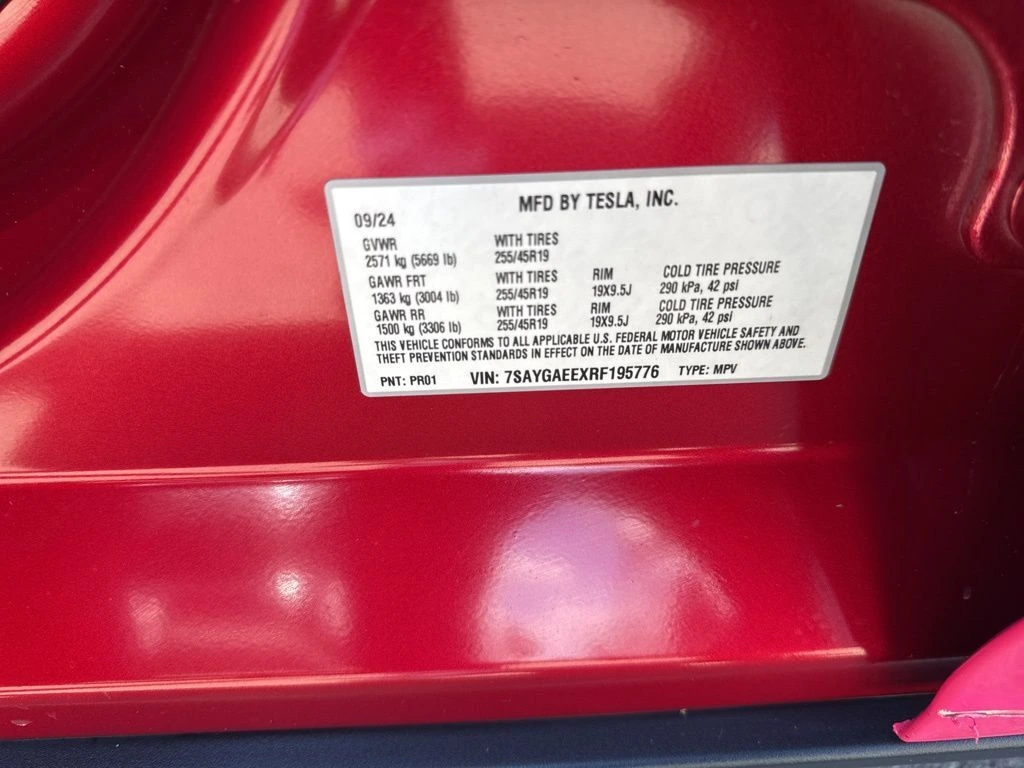 MFD BY TESLA, INC.
09/24
GVWR WITH TIRES
2571 kg (5669 lb) 255/45R19
GAWR FRT WITH TIRES RIM COLD TIRE PRESSURE
1363 kg (3004 lb) 255/45R19 19X9.5J 290 kPa, 42 psi
GAWR RR WITH TIRES RIM COLD TIRE PRESSURE
1500 kg (3306 lb) 255/45R19 19X9.5J 290 kPa, 42 psi
THIS VEHICLE CONFORMS TO ALL APPLICABLE U.S. FEDERAL MOTOR VEHICLE SAFETY AND
THEFT PREVENTION STANDARDS IN EFFECT ON THE DATE OF MANUFACTURE SHOWN ABOVE.
PNT: PR01 VIN: 7SAYGAEEXRF195776 TYPE: MPV